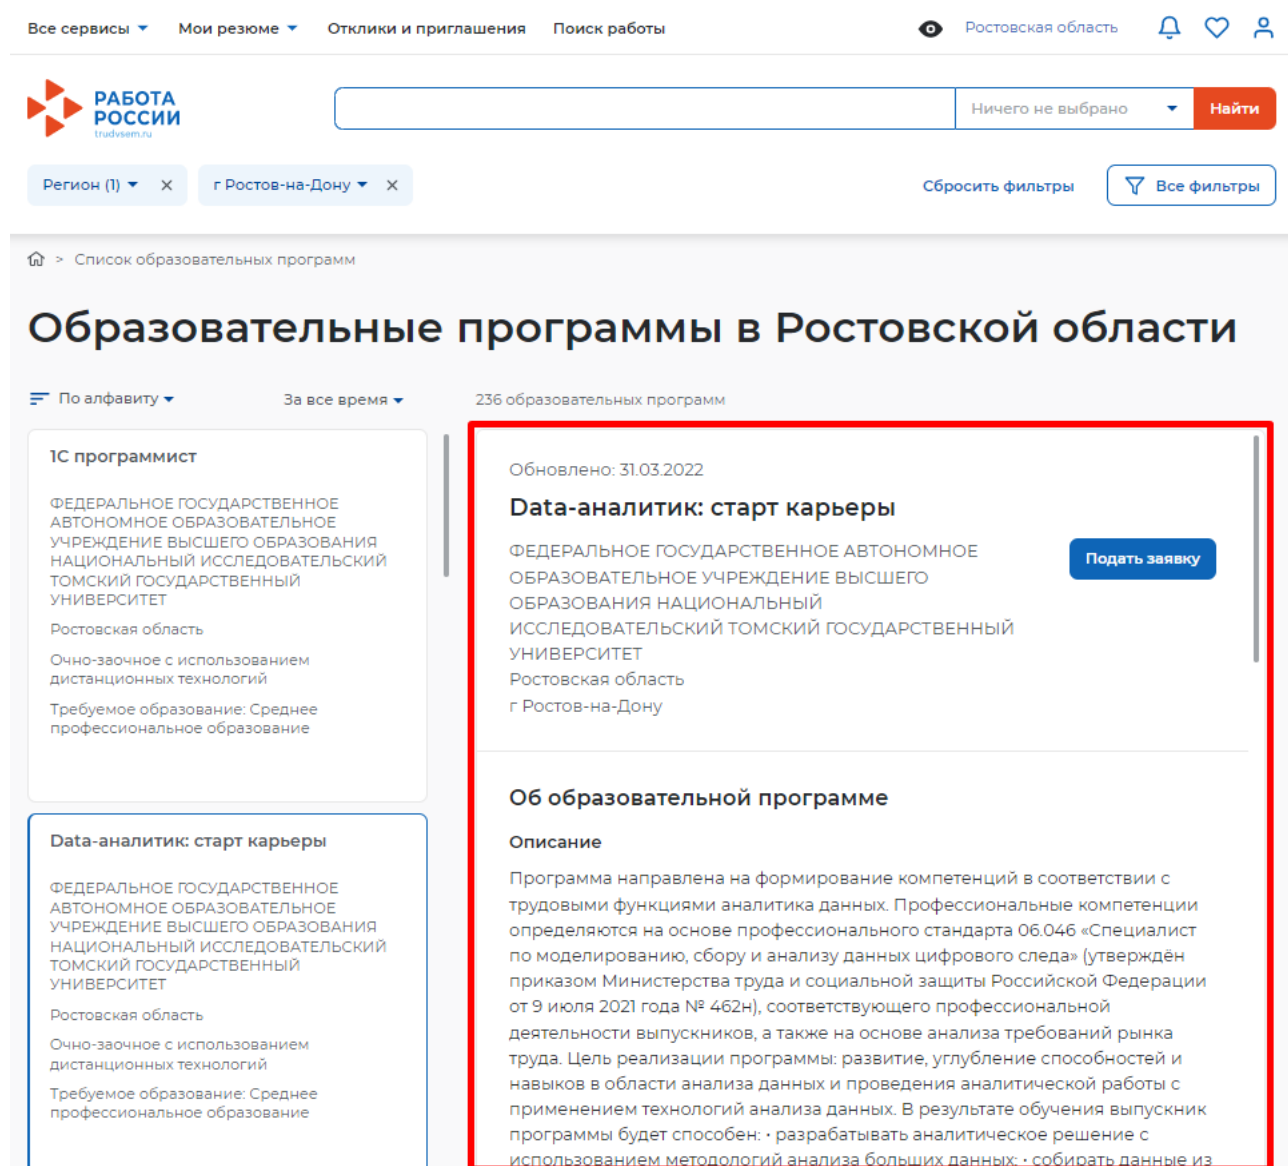 Все сервисы Мои резюме Отклики и приглашения Поиск работы Ростовская область
РАБОТА
РОССИИ
trudvsem.ru
Ничего не выбрано Найти
Регион (1) г Ростов-на-Дону Сбросить фильтры Все фильтры
> Список образовательных программ
Образовательные программы в Ростовской области
По алфавиту За все время 236 образовательных программ
1С программист
ФЕДЕРАЛЬНОЕ ГОСУДАРСТВЕННОЕ
АВТОНОМНОЕ ОБРАЗОВАТЕЛЬНОЕ
УЧРЕЖДЕНИЕ ВЫСШЕГО ОБРАЗОВАНИЯ
НАЦИОНАЛЬНЫЙ ИССЛЕДОВАТЕЛЬСКИЙ
ТОМСКИЙ ГОСУДАРСТВЕННЫЙ
УНИВЕРСИТЕТ
Ростовская область
Очно-заочное с использованием
дистанционных технологий
Требуемое образование: Среднее
профессиональное образование
Data-аналитик: старт карьеры
ФЕДЕРАЛЬНОЕ ГОСУДАРСТВЕННОЕ
АВТОНОМНОЕ ОБРАЗОВАТЕЛЬНОЕ
УЧРЕЖДЕНИЕ ВЫСШЕГО ОБРАЗОВАНИЯ
НАЦИОНАЛЬНЫЙ ИССЛЕДОВАТЕЛЬСКИЙ
ТОМСКИЙ ГОСУДАРСТВЕННЫЙ
УНИВЕРСИТЕТ
Ростовская область
Очно-заочное с использованием
дистанционных технологий
Требуемое образование: Среднее
профессиональное образование
Обновлено: 31.03.2022
Data-аналитик: старт карьеры
ФЕДЕРАЛЬНОЕ ГОСУДАРСТВЕННОЕ АВТОНОМНОЕ
ОБРАЗОВАТЕЛЬНОЕ УЧРЕЖДЕНИЕ ВЫСШЕГО
ОБРАЗОВАНИЯ НАЦИОНАЛЬНЫЙ
ИССЛЕДОВАТЕЛЬСКИЙ ТОМСКИЙ ГОСУДАРСТВЕННЫЙ
УНИВЕРСИТЕТ
Ростовская область
г Ростов-на-Дону
Подать заявку
Об образовательной программе
Описание
Программа направлена на формирование компетенций в соответствии с
трудовыми функциями аналитика данных. Профессиональные компетенции
определяются на основе профессионального стандарта 06.046 «Специалист
по моделированию, сбору и анализу данных цифрового следа» (утверждён
приказом Министерства труда и социальной защиты Российской Федерации
от 9 июля 2021 года № 462н), соответствующего профессиональной
деятельности выпускников, а также на основе анализа требований рынка
труда. Цель реализации программы: развитие, углубление способностей и
навыков в области анализа данных и проведения аналитической работы с
применением технологий анализа данных. В результате обучения выпускник
программы будет способен: • разрабатывать аналитическое решение с
использованием методологий анализа больших данных; • собирать данные из